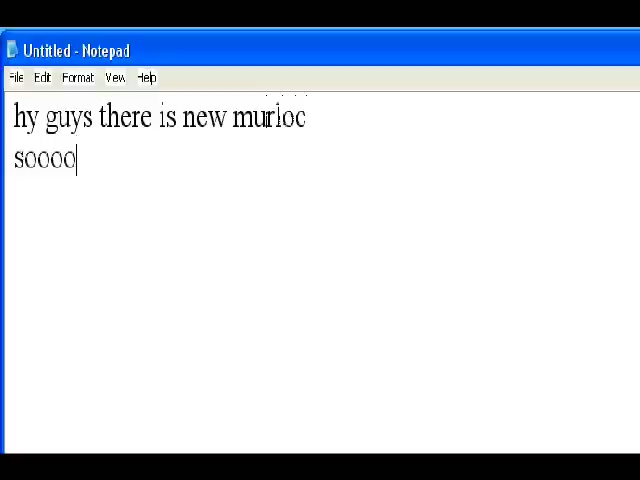 Untitled - Notepad
File Edit Format View Help
hy guys there is new murloc
soooo